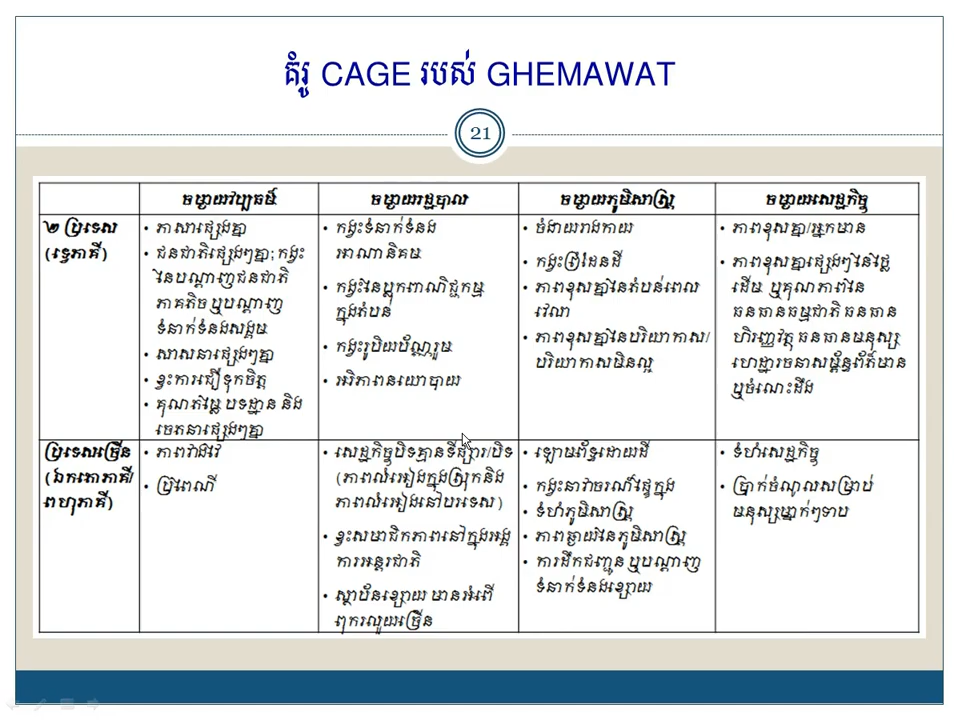 គំរូ CAGE របស់ GHEMAWAT
21
ចម្ងាយវប្បធម៌
ចម្ងាយរដ្ឋបាល
ចម្ងាយភូមិសាស្ត្រ
ចម្ងាយសេដ្ឋកិច្ច
២ ប្រទេស
(ទ្វេភាគី)
• ភាសាផ្សេងគ្នា
• ជនជាតិផ្សេងៗគ្នា; កង្វះ
នៃបណ្តាញជនជាតិ
ភាគតិច ឬបណ្តាញ
ទំនាក់ទំនងសង្គម
• សាសនាផ្សេងៗគ្នា
• ខ្វះការជឿទុកចិត្ត
• គុណតម្លៃ បទដ្ឋាន និង
ចេតនាផ្សេងៗគ្នា
• កង្វះទំនាក់ទំនង
អាណានិគម
• កង្វះនៃប្លុកពាណិជ្ជកម្ម
ក្នុងតំបន់
• កង្វះរូបិយប័ណ្ណរួម
• អរិភាពនយោបាយ
• ចំងាយរាងកាយ
• កង្វះព្រំដែនដី
• ភាពខុសគ្នានៃតំបន់ពេល
វេលា
• ភាពខុសគ្នានៃបរិយាកាស/
បរិយាកាសមិនល្អ
• ភាពខុសគ្នា/អ្នកមាន
• ភាពខុសគ្នាផ្សេងៗនៃថ្លៃ
ដើម ឬគុណភាពនៃ
ធនធានធម្មជាតិ ធនធាន
ហិរញ្ញវត្ថុ ធនធានមនុស្ស
ហេដ្ឋារចនាសម្ព័ន្ធព័ត៌មាន
ឬចំណេះដឹង
ប្រទេសច្រើន
(ឯកតោភាគី/
ពហុភាគី)
• ភាពវាងវៃ
• ប្រពៃណី
• សេដ្ឋកិច្ចបិទគ្មានទីផ្សារ/បិទ
(ភាពលំអៀងក្នុងស្រុកនិង
ភាពលំអៀងនៅបរទេស)
• ខ្វះសមាជិកភាពនៅក្នុងអង្គ
ការអន្តរជាតិ
• ស្ថាប័នខ្សោយ មានអំពើ
ពុករលួយច្រើន
• ឡោមព័ទ្ធដោយដី
• កង្វះនាវាចរណ៍ផ្ទៃក្នុង
• ទំហំភូមិសាស្ត្រ
• ភាពឆ្ងាយនៃភូមិសាស្ត្រ
• ការដឹកជញ្ជូន ឬបណ្តាញ
ទំនាក់ទំនងខ្សោយ
• ទំហំសេដ្ឋកិច្ច
• ប្រាក់ចំណូលសម្រាប់
មនុស្សម្នាក់ៗទាប